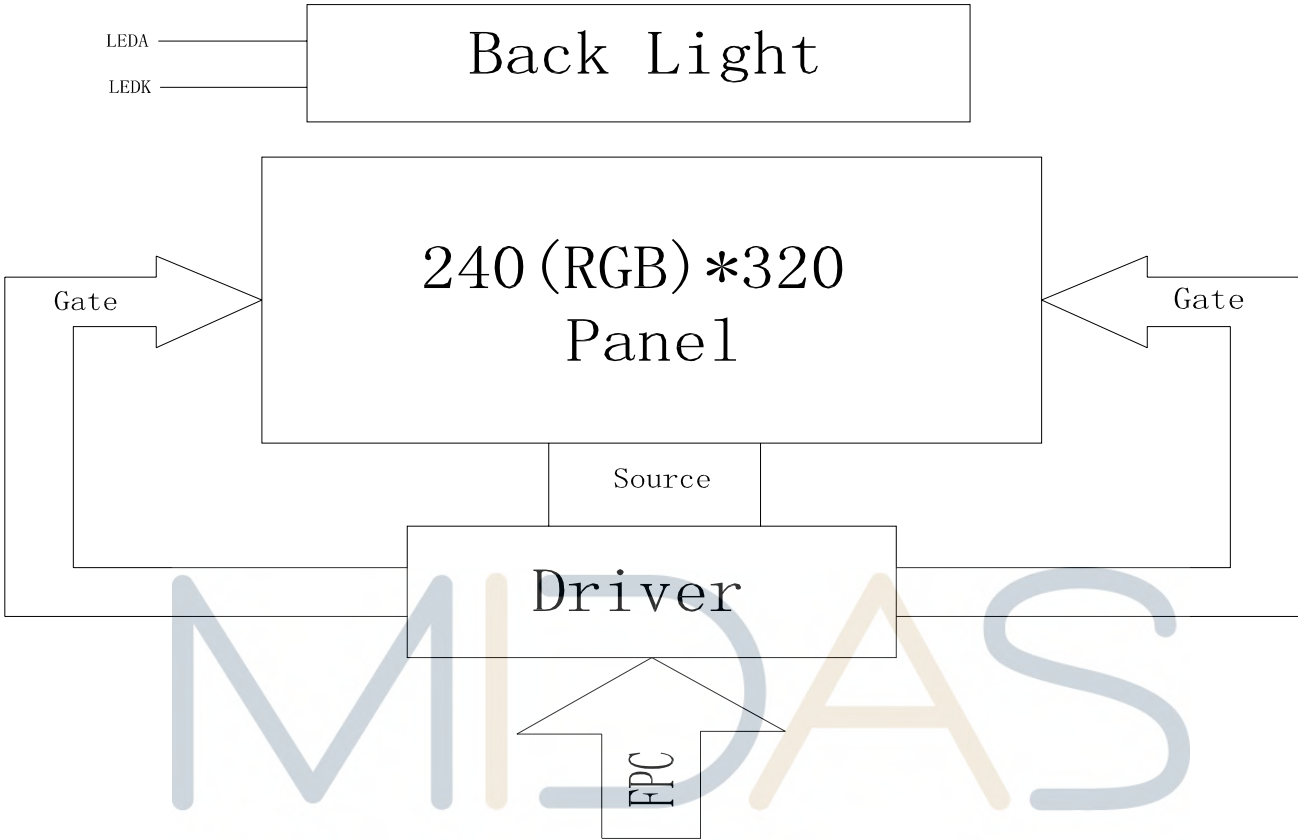 LEDA
Back Light
LEDK
240(RGB)*320
Panel
Gate
Gate
Source
Driver
FPC
MIDAS